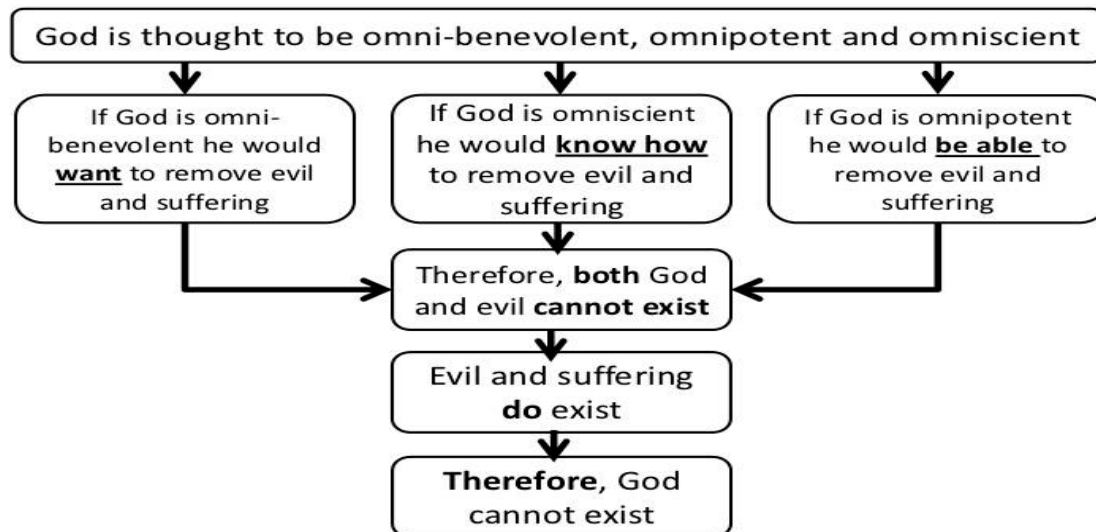 God is thought to be omni-benevolent, omnipotent and omniscient
If God is omni-
benevolent he would
want to remove evil
and suffering
If God is omniscient
he would know how
to remove evil and
suffering
If God is omnipotent
he would be able to
remove evil and
suffering
Therefore, both God
and evil cannot exist
Evil and suffering
do exist
Therefore, God
cannot exist